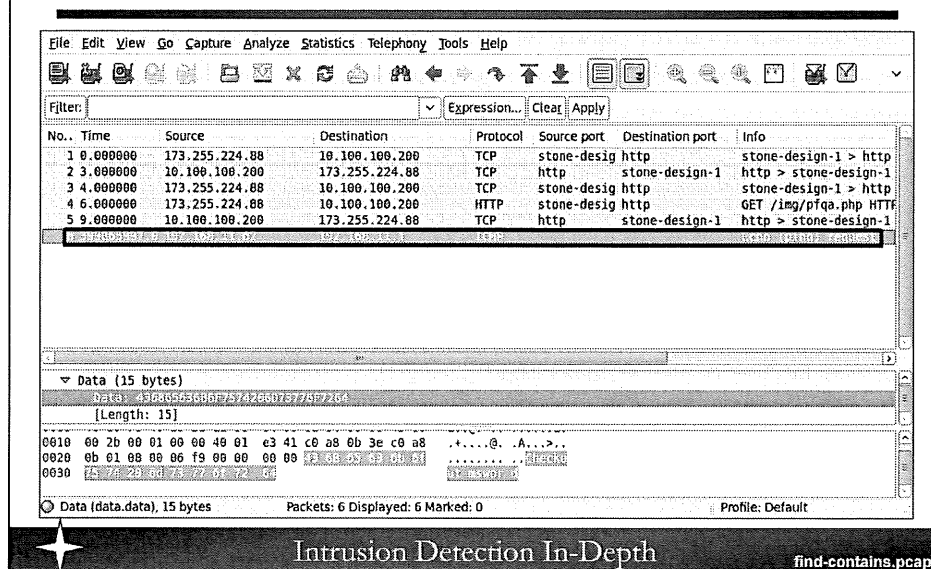 File Edit View Go Capture Analyze Statistics Telephony Tools Help
Filter: Expression... Clear Apply
No.. Time Source Destination Protocol Source port Destination port Info
1 0.000000 173.255.224.88 10.100.100.200 TCP stone-desig http stone-design-1 > http
2 3.000000 10.100.100.200 173.255.224.88 TCP http stone-design-1 http > stone-design-1
3 4.000000 173.255.224.88 10.100.100.200 TCP stone-desig http stone-design-1 > http
4 6.000000 173.255.224.88 10.100.100.200 HTTP stone-desig http GET /img/pfqa.php HTTP
5 9.000000 10.100.100.200 173.255.224.88 TCP http stone-design-1 http > stone-design-1
Data (15 bytes)
[Length: 15]
0010 00 2b 00 01 00 00 40 01 e3 41 c0 a8 0b 3e c0 a8 .+....@. .A...>..
0020 0b 01 08 00 06 f9 00 00 00 00 43 68 65 63 6b 6f ........ ..Checko
0030
Data (data.data), 15 bytes Packets: 6 Displayed: 6 Marked: 0 Profile: Default
Intrusion Detection In-Depth
find-contains.pcap